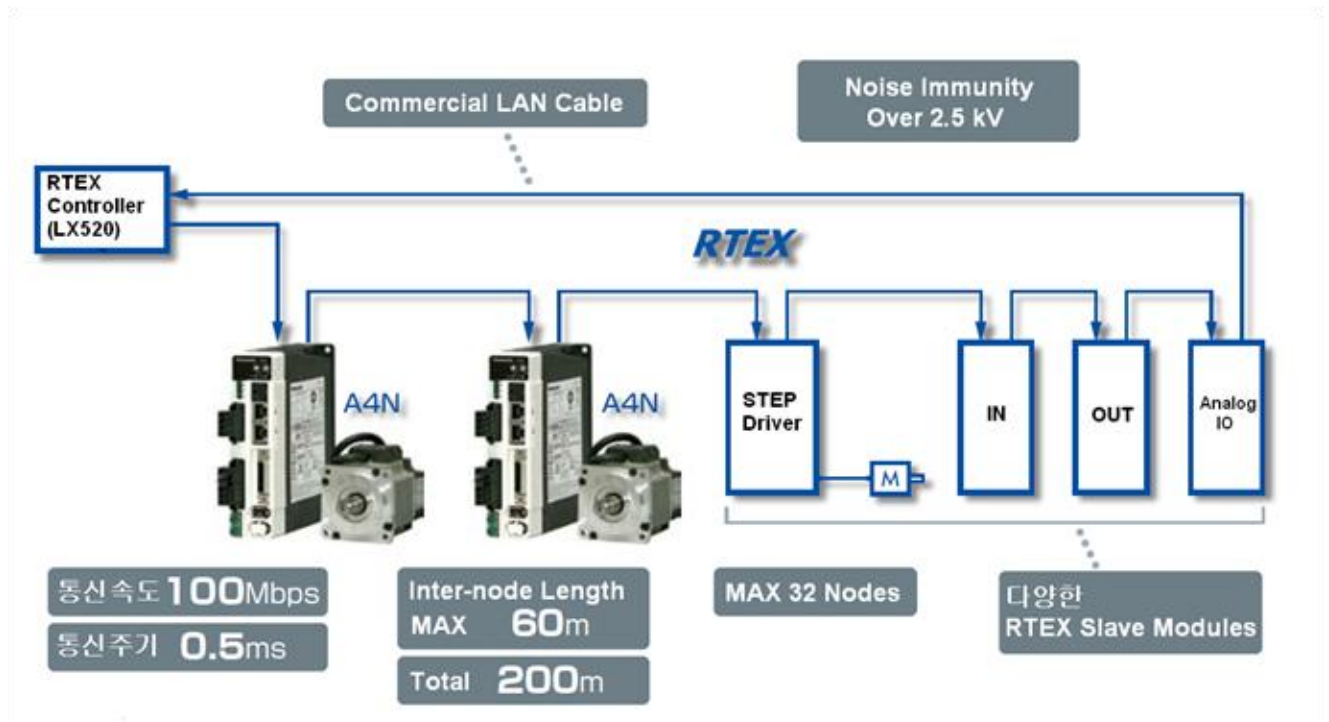 Commercial LAN Cable
Noise Immunity
Over 2.5 kV
RTEX
Controller
(LX520)
RTEX
A4N
A4N
STEP
Driver
M
IN
OUT
Analog
IO
통신속도 100Mbps
통신주기 0.5ms
Inter-node Length
MAX 60m
Total 200m
MAX 32 Nodes
다양한
RTEX Slave Modules